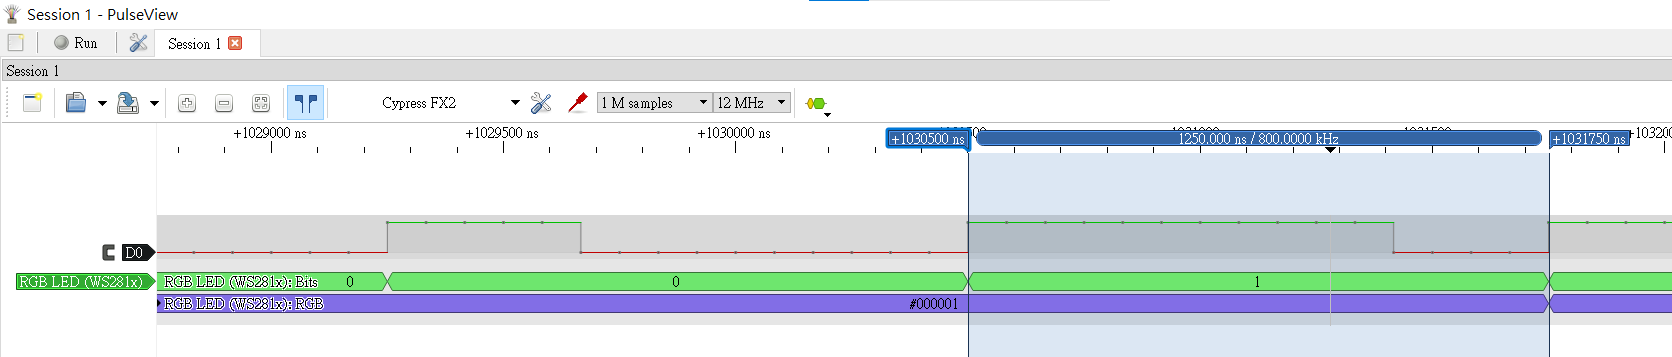 Session 1 - PulseView
Run
Session 1
Session 1
Cypress FX2
1 M samples
12 MHz
+1029000 ns
+1029500 ns
+1030000 ns
+1030500 ns
1250.000 ns / 800.0000 kHz
+1031750 ns
D0
RGB LED (WS281x)
RGB LED (WS281x): Bits
0
0
1
RGB LED (WS281x): RGB
#000001